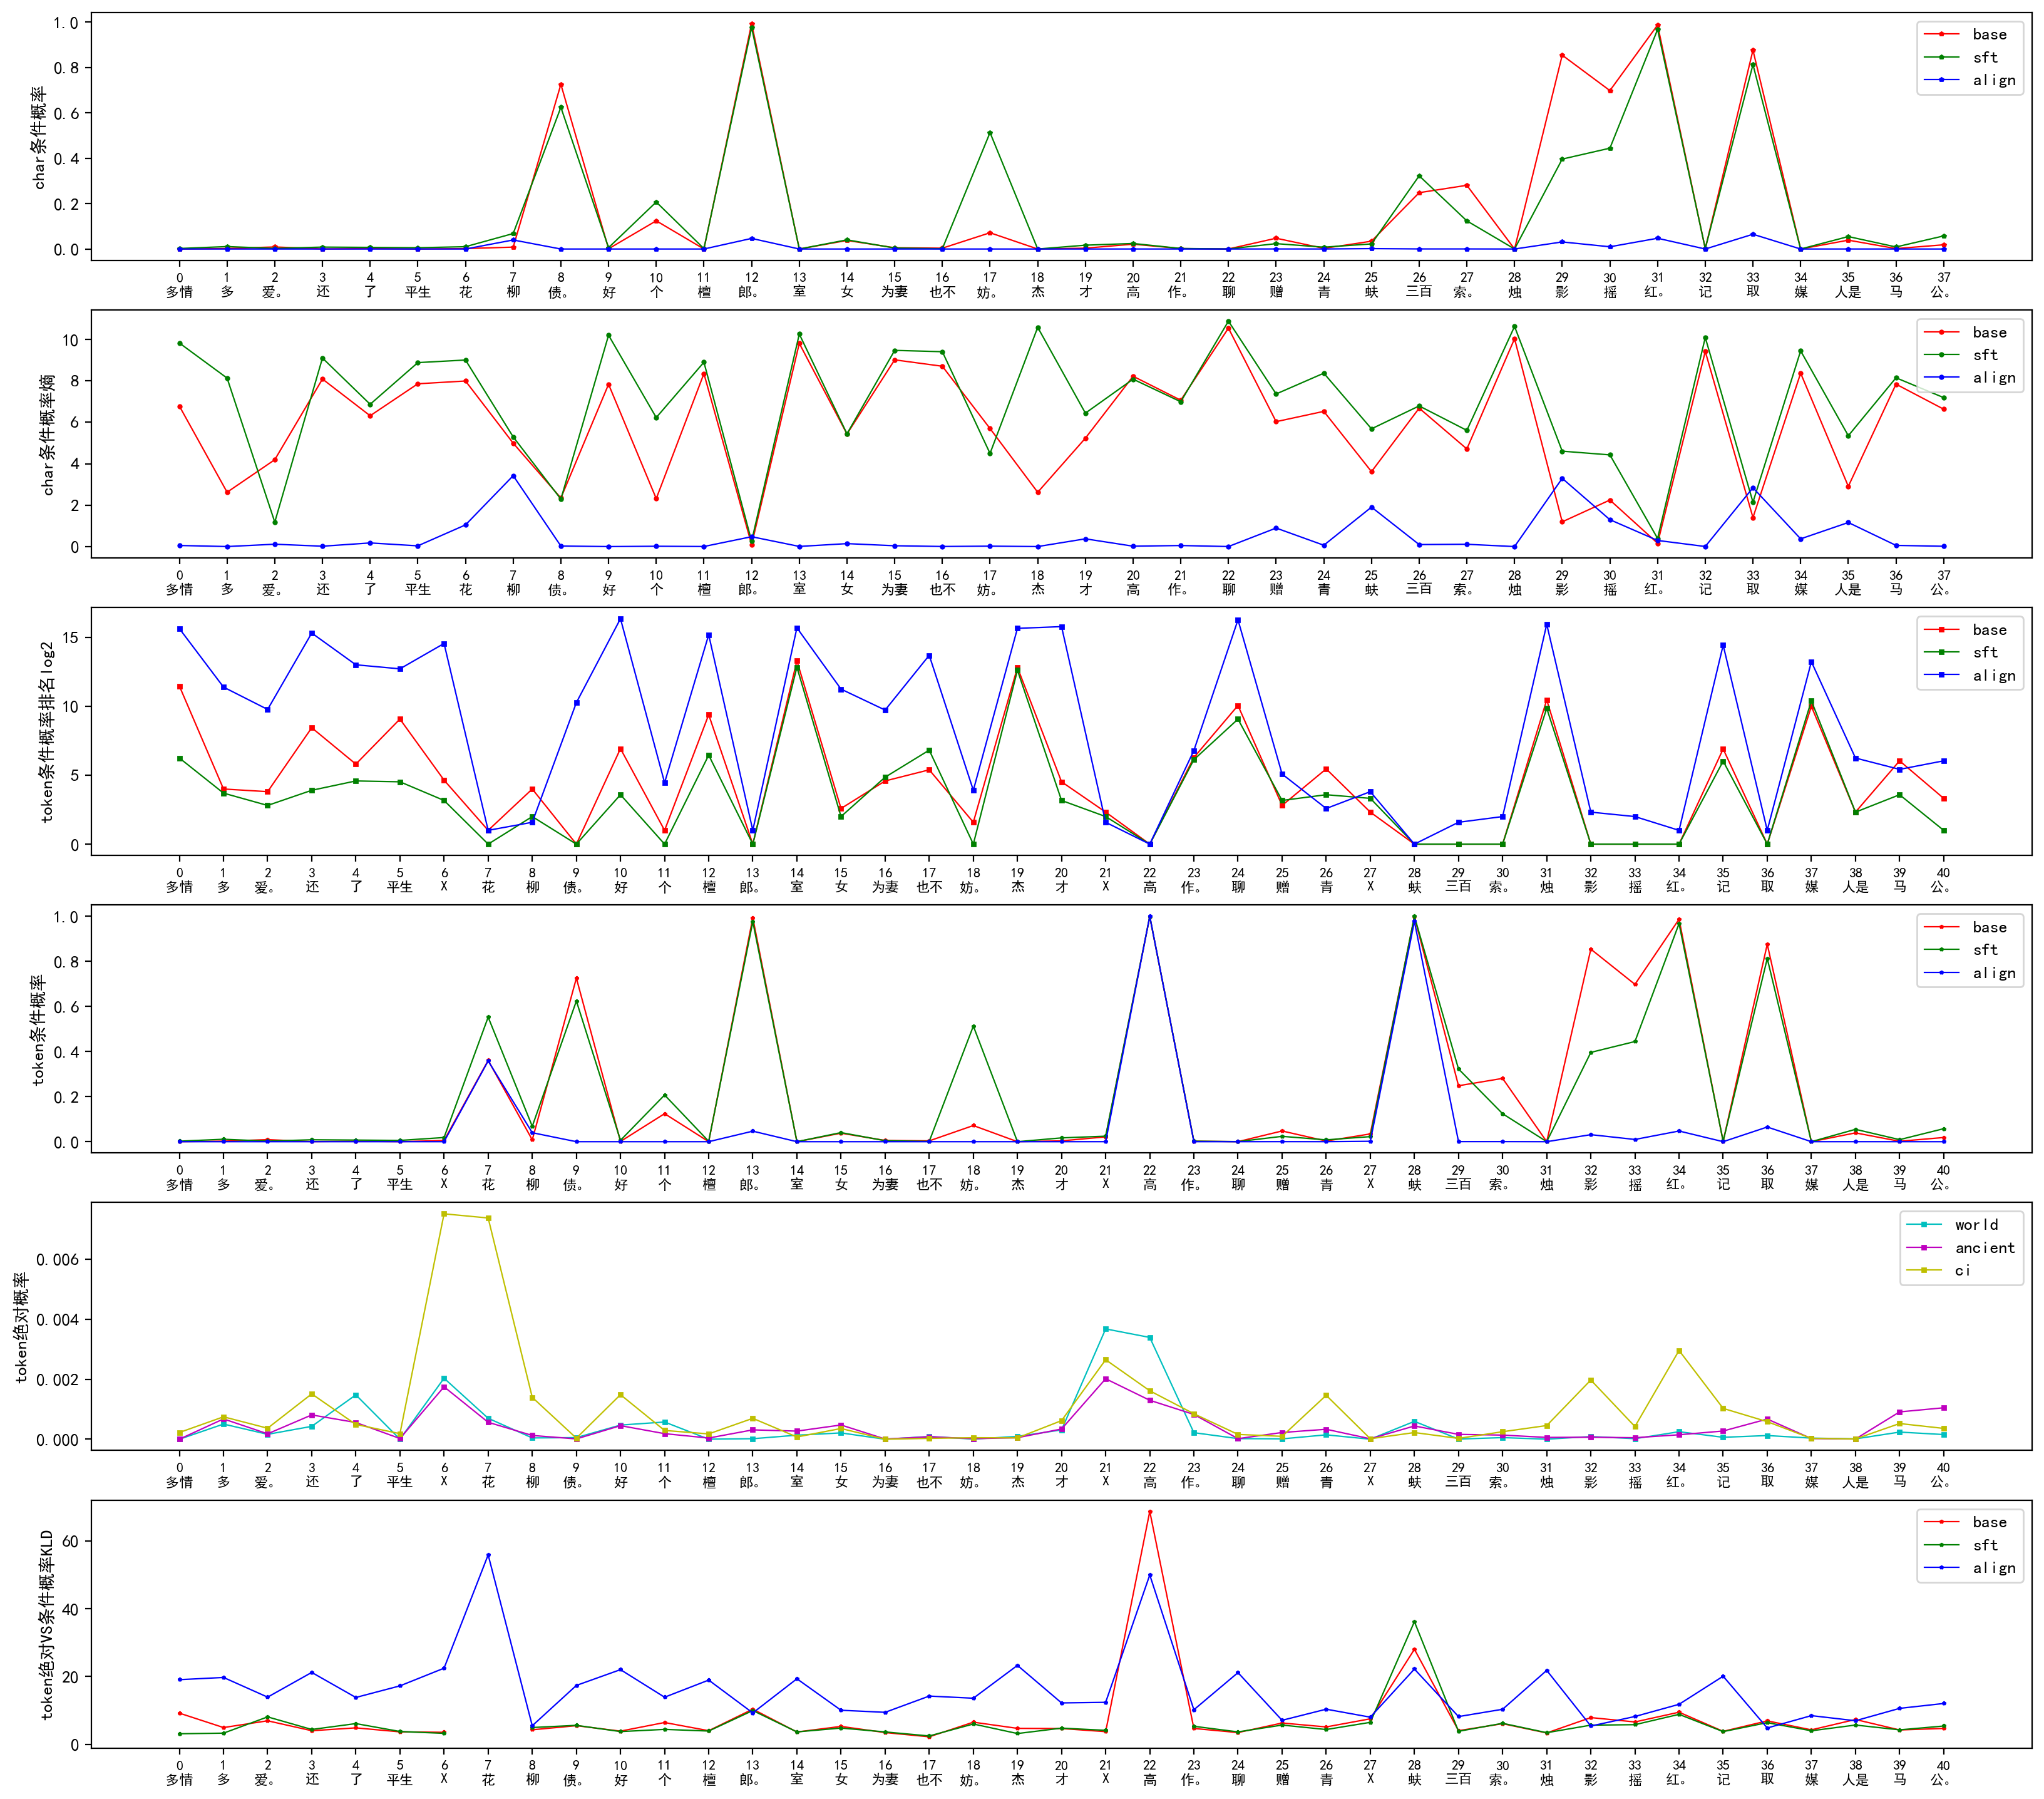 char条件概率
1.0
0.8
0.6
0.4
0.2
0.0
base
sft
align
0 1 2 3 4 5 6 7 8 9 10 11 12 13 14 15 16 17 18 19 20 21 22 23 24 25 26 27 28 29 30 31 32 33 34 35 36 37
多情 多 爱。 还 了 平生 花 柳 债。 好 个 檀 郎。 室 女 为妻 也不 妨。 杰 才 高 作。 聊 赠 青 蚨 三百 索。 烛 影 摇 红。 记 取 媒 人是 马 公。
char条件概率熵
10
8
6
4
2
0
base
sft
align
0 1 2 3 4 5 6 7 8 9 10 11 12 13 14 15 16 17 18 19 20 21 22 23 24 25 26 27 28 29 30 31 32 33 34 35 36 37
多情 多 爱。 还 了 平生 花 柳 债。 好 个 檀 郎。 室 女 为妻 也不 妨。 杰 才 高 作。 聊 赠 青 蚨 三百 索。 烛 影 摇 红。 记 取 媒 人是 马 公。
token条件概率排名log2
15
10
5
0
base
sft
align
0 1 2 3 4 5 6 7 8 9 10 11 12 13 14 15 16 17 18 19 20 21 22 23 24 25 26 27 28 29 30 31 32 33 34 35 36 37 38 39 40
多情 多 爱。 还 了 平生 X 花 柳 债。 好 个 檀 郎。 室 女 为妻 也不 妨。 杰 才 X 高 作。 聊 赠 青 X 蚨 三百 索。 烛 影 摇 红。 记 取 媒 人是 马 公。
token条件概率
1.0
0.8
0.6
0.4
0.2
0.0
base
sft
align
0 1 2 3 4 5 6 7 8 9 10 11 12 13 14 15 16 17 18 19 20 21 22 23 24 25 26 27 28 29 30 31 32 33 34 35 36 37 38 39 40
多情 多 爱。 还 了 平生 X 花 柳 债。 好 个 檀 郎。 室 女 为妻 也不 妨。 杰 才 X 高 作。 聊 赠 青 X 蚨 三百 索。 烛 影 摇 红。 记 取 媒 人是 马 公。
token绝对概率
0.006
0.004
0.002
0.000
world
ancient
ci
0 1 2 3 4 5 6 7 8 9 10 11 12 13 14 15 16 17 18 19 20 21 22 23 24 25 26 27 28 29 30 31 32 33 34 35 36 37 38 39 40
多情 多 爱。 还 了 平生 X 花 柳 债。 好 个 檀 郎。 室 女 为妻 也不 妨。 杰 才 X 高 作。 聊 赠 青 X 蚨 三百 索。 烛 影 摇 红。 记 取 媒 人是 马 公。
token绝对VS条件概率KLD
60
40
20
0
base
sft
align
0 1 2 3 4 5 6 7 8 9 10 11 12 13 14 15 16 17 18 19 20 21 22 23 24 25 26 27 28 29 30 31 32 33 34 35 36 37 38 39 40
多情 多 爱。 还 了 平生 X 花 柳 债。 好 个 檀 郎。 室 女 为妻 也不 妨。 杰 才 X 高 作。 聊 赠 青 X 蚨 三百 索。 烛 影 摇 红。 记 取 媒 人是 马 公。